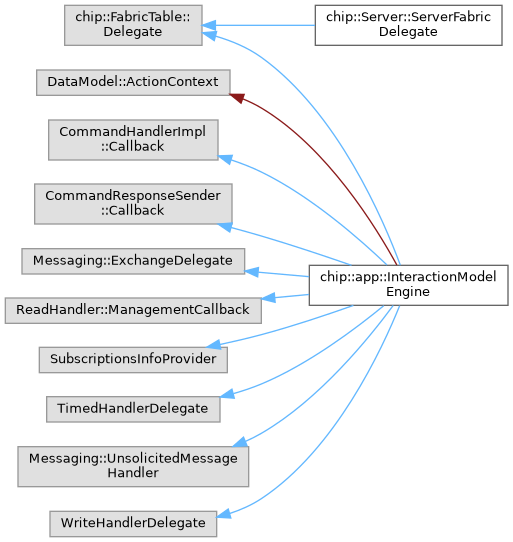 chip::FabricTable::
Delegate
chip::Server::ServerFabric
Delegate
DataModel::ActionContext
CommandHandlerImpl
::Callback
CommandResponseSender
::Callback
Messaging::ExchangeDelegate
chip::app::InteractionModel
Engine
ReadHandler::ManagementCallback
SubscriptionsInfoProvider
TimedHandlerDelegate
Messaging::UnsolicitedMessage
Handler
WriteHandlerDelegate